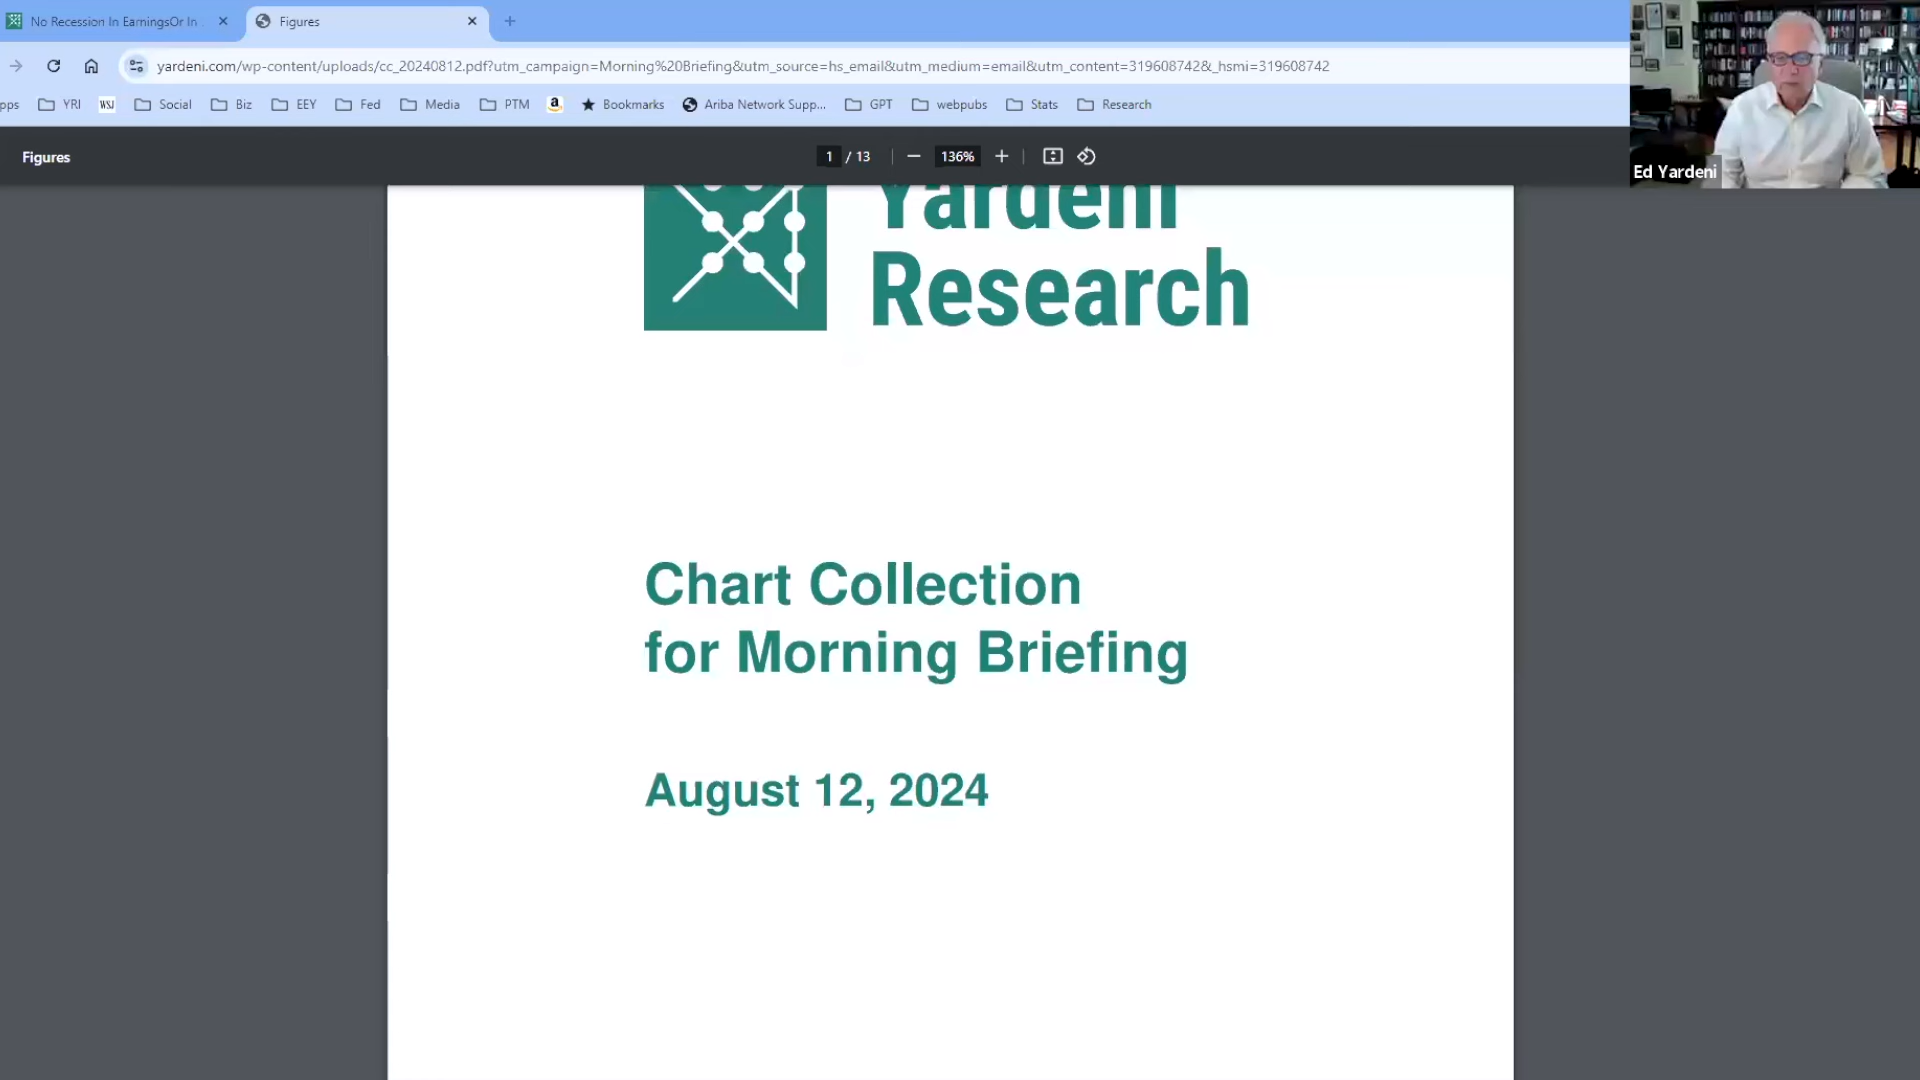 No Recession In EarningsOr In
Figures
yardeni.com/wp-content/uploads/cc_20240812.pdf?utm_campaign=Morning%20Briefing&utm_source=hs_email&utm_medium=email&utm_content=319608742&_hsmi=319608742
pps YRI WSJ Social Biz EEY Fed Media PTM a Bookmarks Ariba Network Supp... GPT webpubs Stats Research
Figures 1 / 13 136%
Ed Yardeni
Yardeni
Research
Chart Collection
for Morning Briefing
August 12, 2024